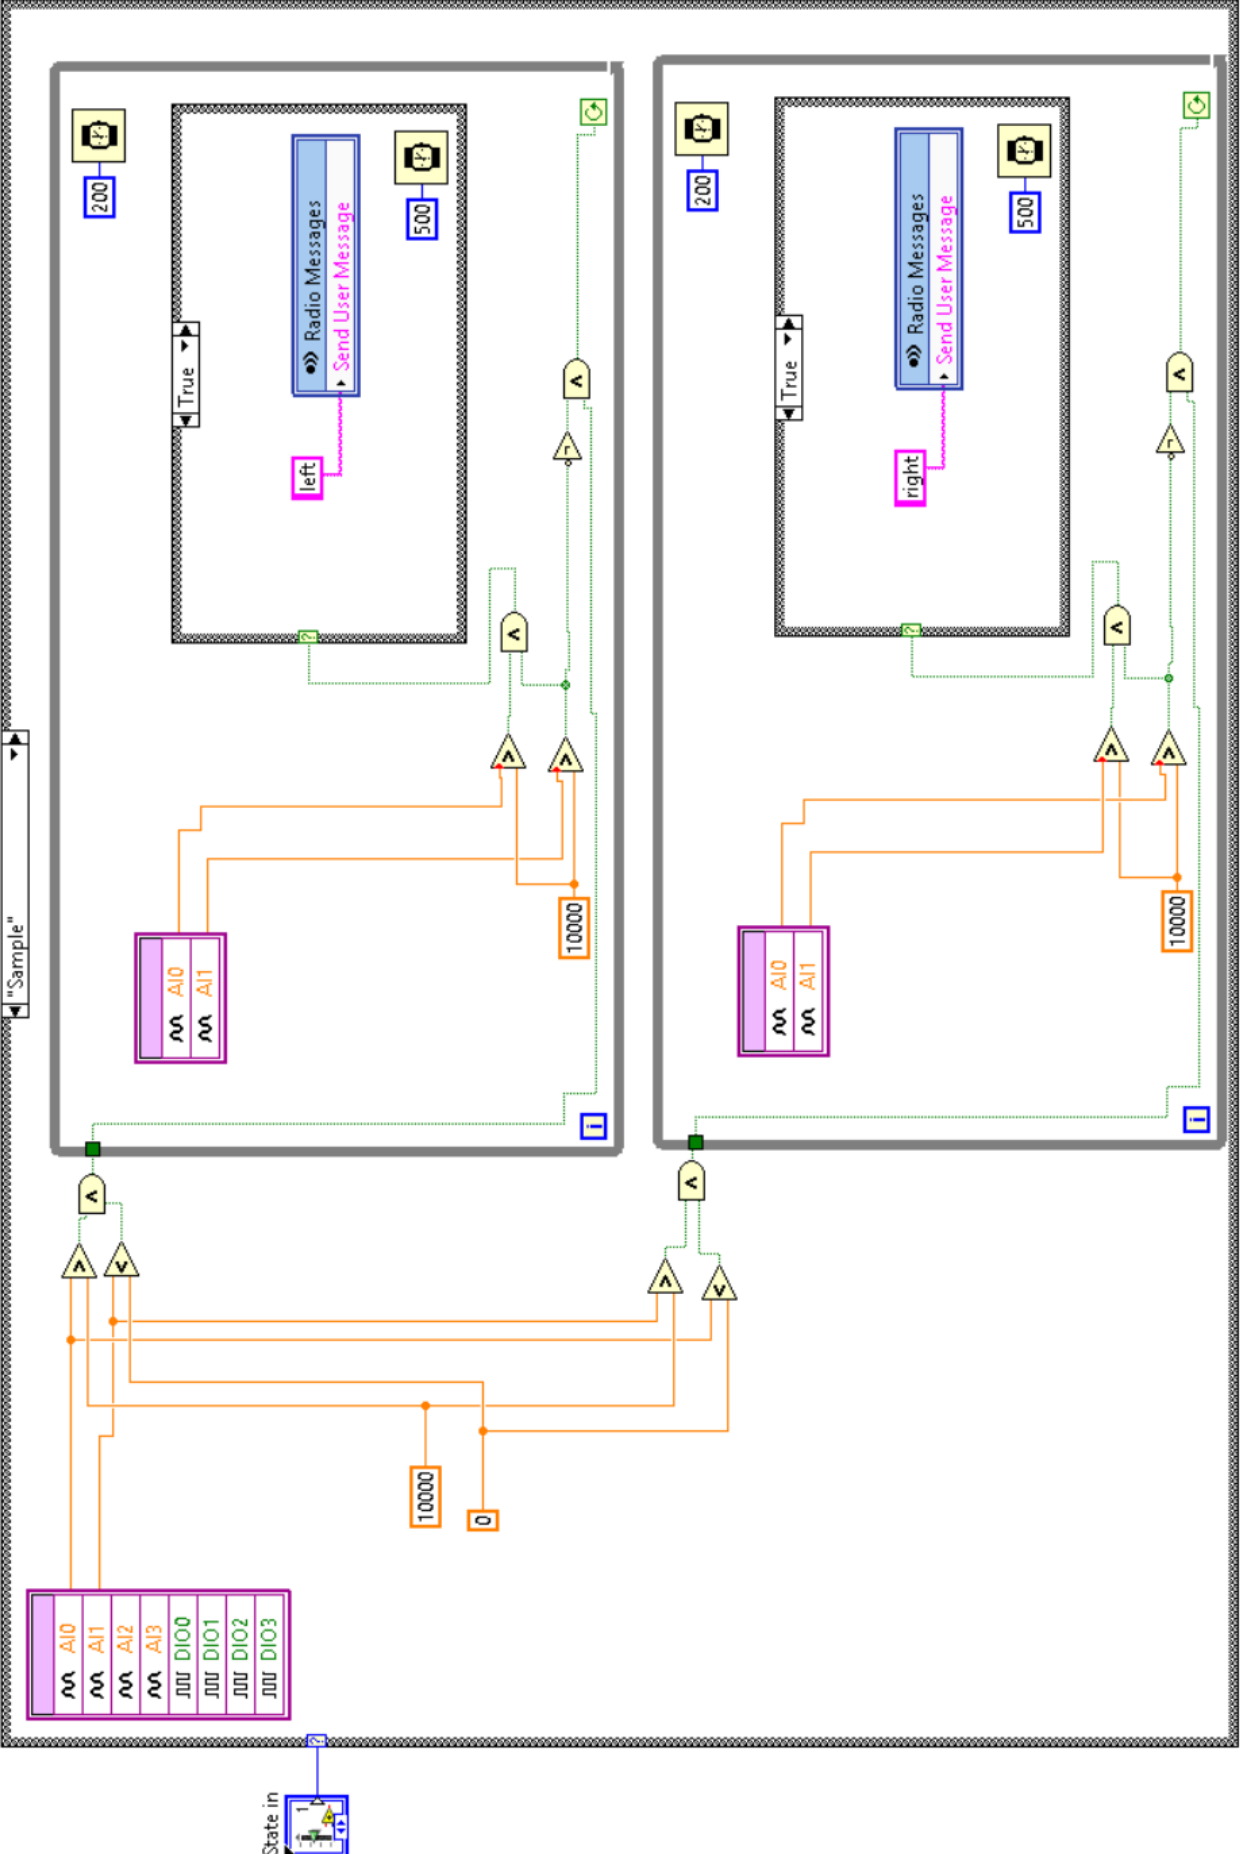 State in
"Sample"
AI0
AI1
AI2
AI3
DIO0
DIO1
DIO2
DIO3
10000
0
200
AI0
AI1
10000
True
left
Radio Messages
Send User Message
500
i
200
AI0
AI1
10000
True
right
Radio Messages
Send User Message
500
i